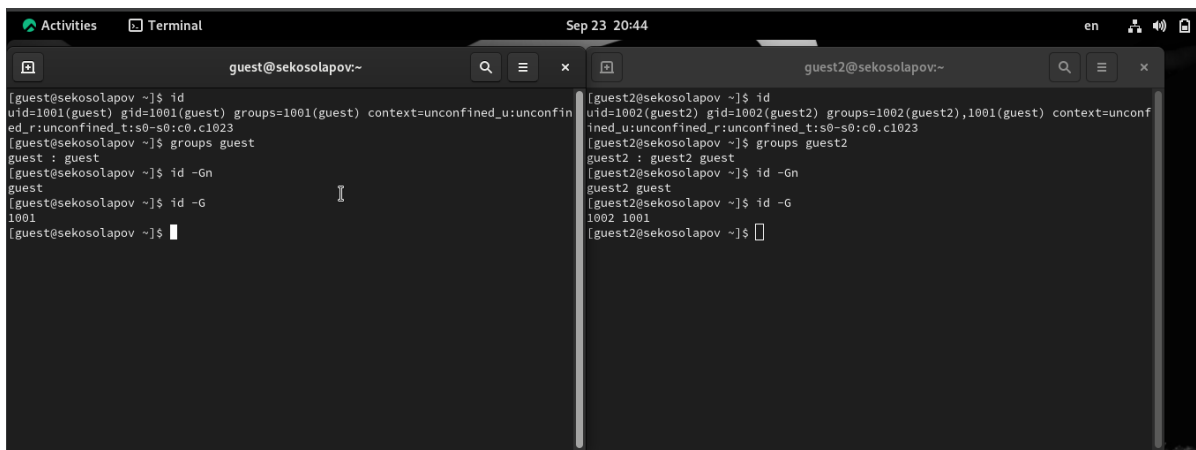 Activities Terminal Sep 23 20:44 en
guest@sekosolapov:~
[guest@sekosolapov ~]$ id
uid=1001(guest) gid=1001(guest) groups=1001(guest) context=unconfined_u:unconfin
ed_r:unconfined_t:s0-s0:c0.c1023
[guest@sekosolapov ~]$ groups guest
guest : guest
[guest@sekosolapov ~]$ id -Gn
guest
[guest@sekosolapov ~]$ id -G
1001
[guest@sekosolapov ~]$
guest2@sekosolapov:~
[guest2@sekosolapov ~]$ id
uid=1002(guest2) gid=1002(guest2) groups=1002(guest2),1001(guest) context=unconf
ined_u:unconfined_r:unconfined_t:s0-s0:c0.c1023
[guest2@sekosolapov ~]$ groups guest2
guest2 : guest2 guest
[guest2@sekosolapov ~]$ id -Gn
guest2 guest
[guest2@sekosolapov ~]$ id -G
1002 1001
[guest2@sekosolapov ~]$